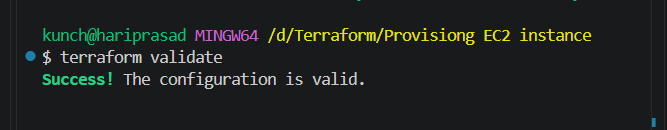 kunch@hariprasad MINGW64 /d/Terraform/Provisiong EC2 instance
$ terraform validate
Success! The configuration is valid.